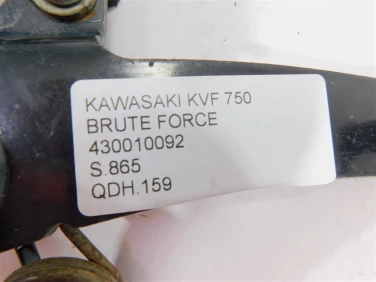 KAWASAKI KVF 750
BRUTE FORCE
430010092
S.865
QDH.159